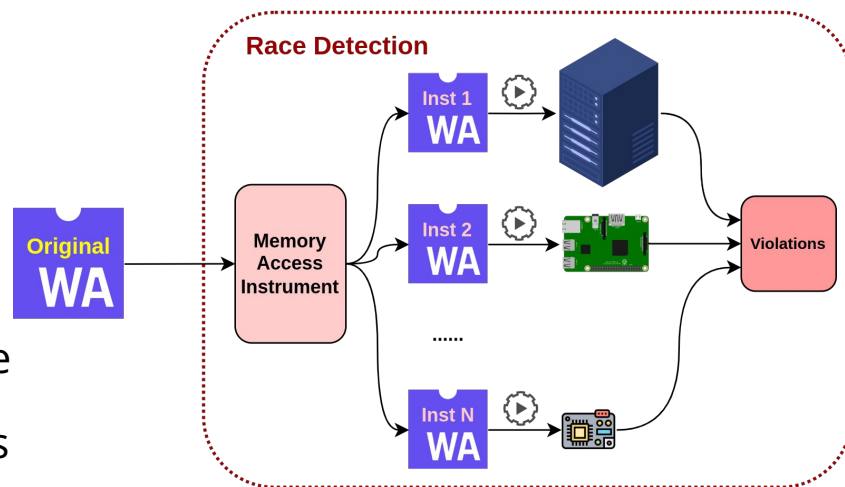 Race Detection
Inst 1
WA
Original
WA
Memory
Access
Instrument
Inst 2
WA
Violations
......
e
s
Inst N
WA